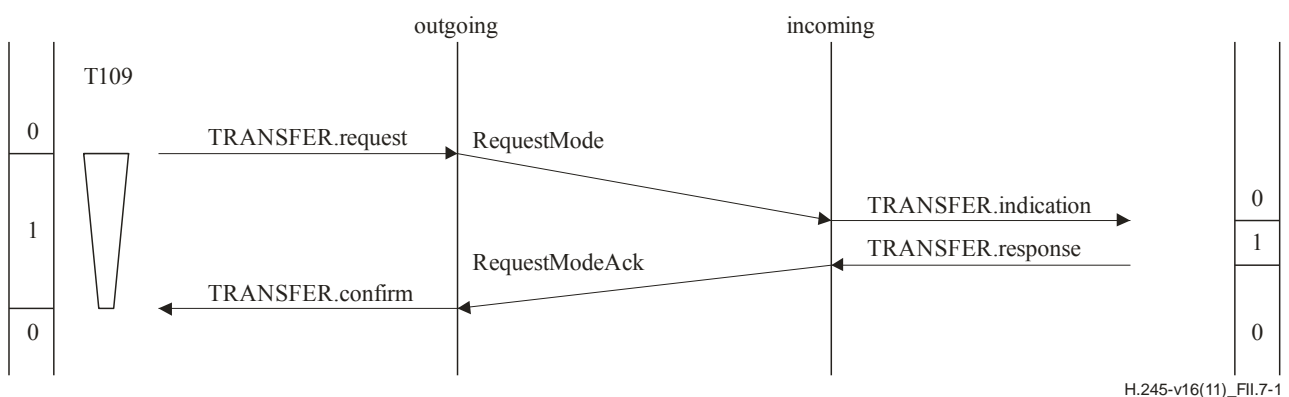 outgoing
incoming
T109
0
TRANSFER.request
RequestMode
TRANSFER.indication
0
1
TRANSFER.response
1
RequestModeAck
TRANSFER.confirm
0
0
H.245-v16(11)_FII.7-1